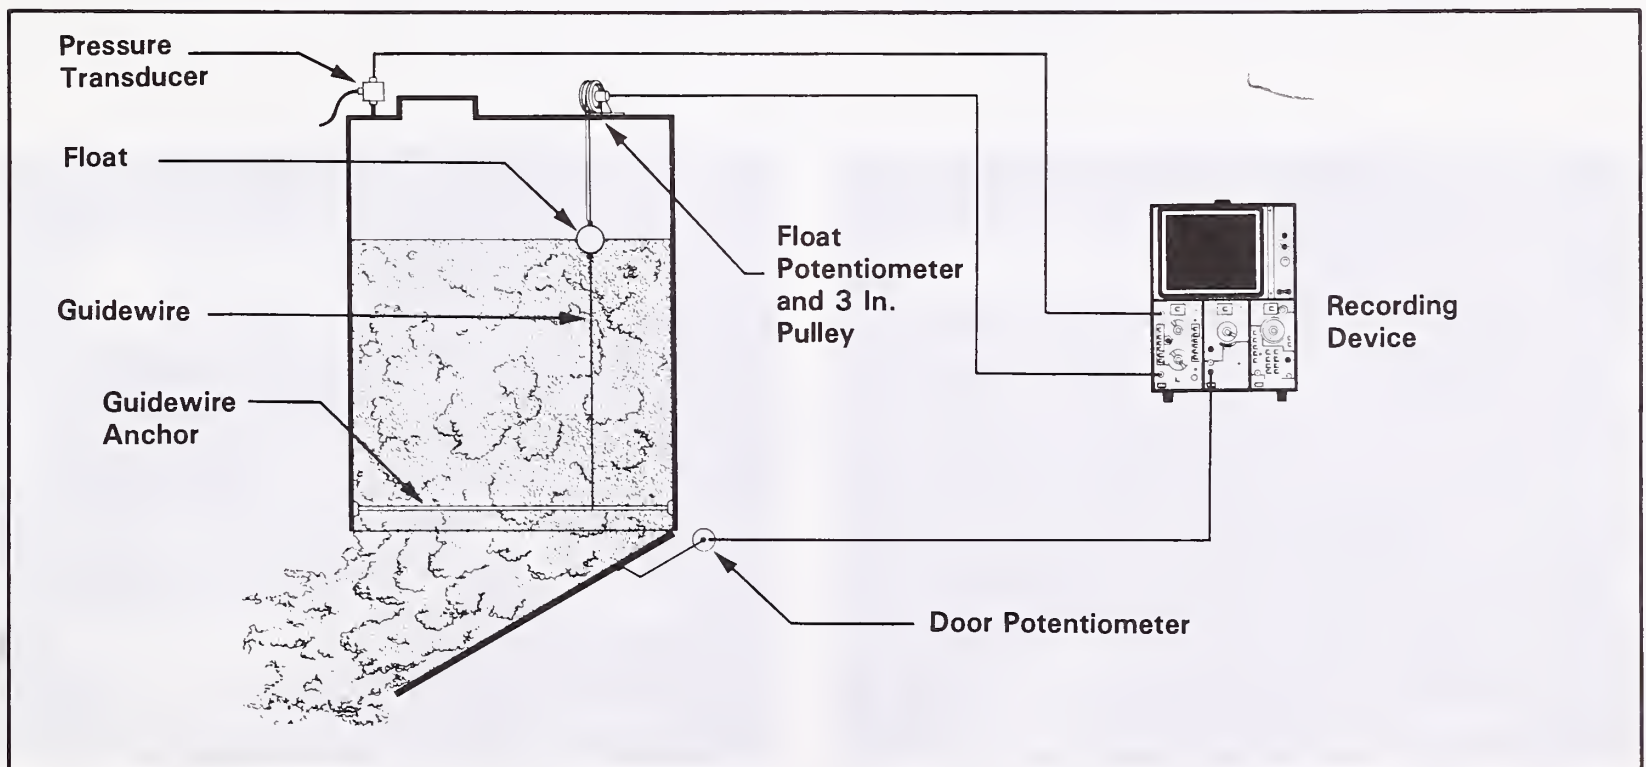 Pressure
Transducer
Float
Guidewire
Guidewire
Anchor
Float
Potentiometer
and 3 In.
Pulley
Recording
Device
Door Potentiometer